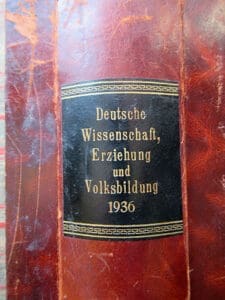 Deutsche
Wissenschaft,
Erziehung
und
Volksbildung
1936